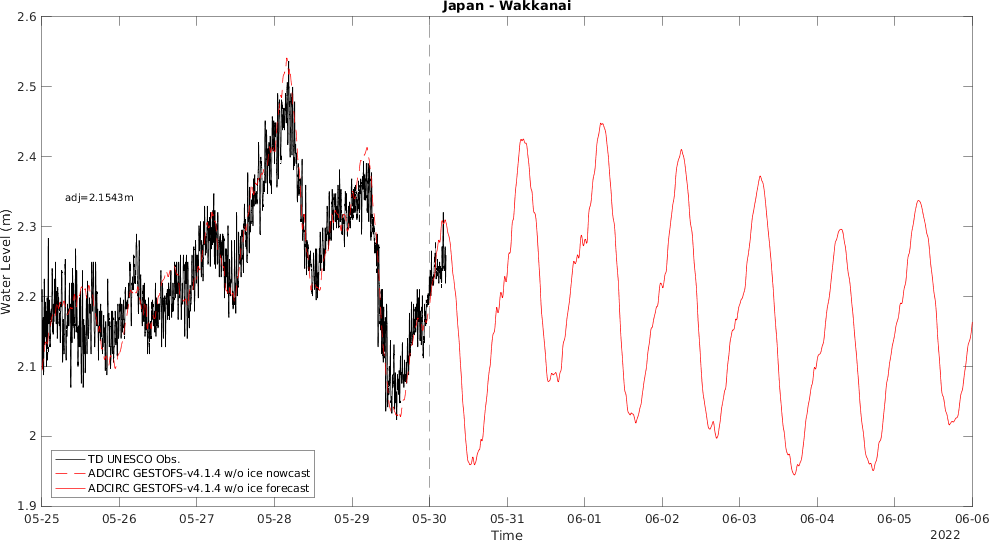 Japan - Wakkanai
2.6
2.5
2.4
2.3
2.2
2.1
2
1.9
Water Level (m)
adj=2.1543m
TD UNESCO Obs.
ADCIRC GESTOFS-v4.1.4 w/o ice nowcast
ADCIRC GESTOFS-v4.1.4 w/o ice forecast
05-25 05-26 05-27 05-28 05-29 05-30 05-31 06-01 06-02 06-03 06-04 06-05 06-06
Time
2022